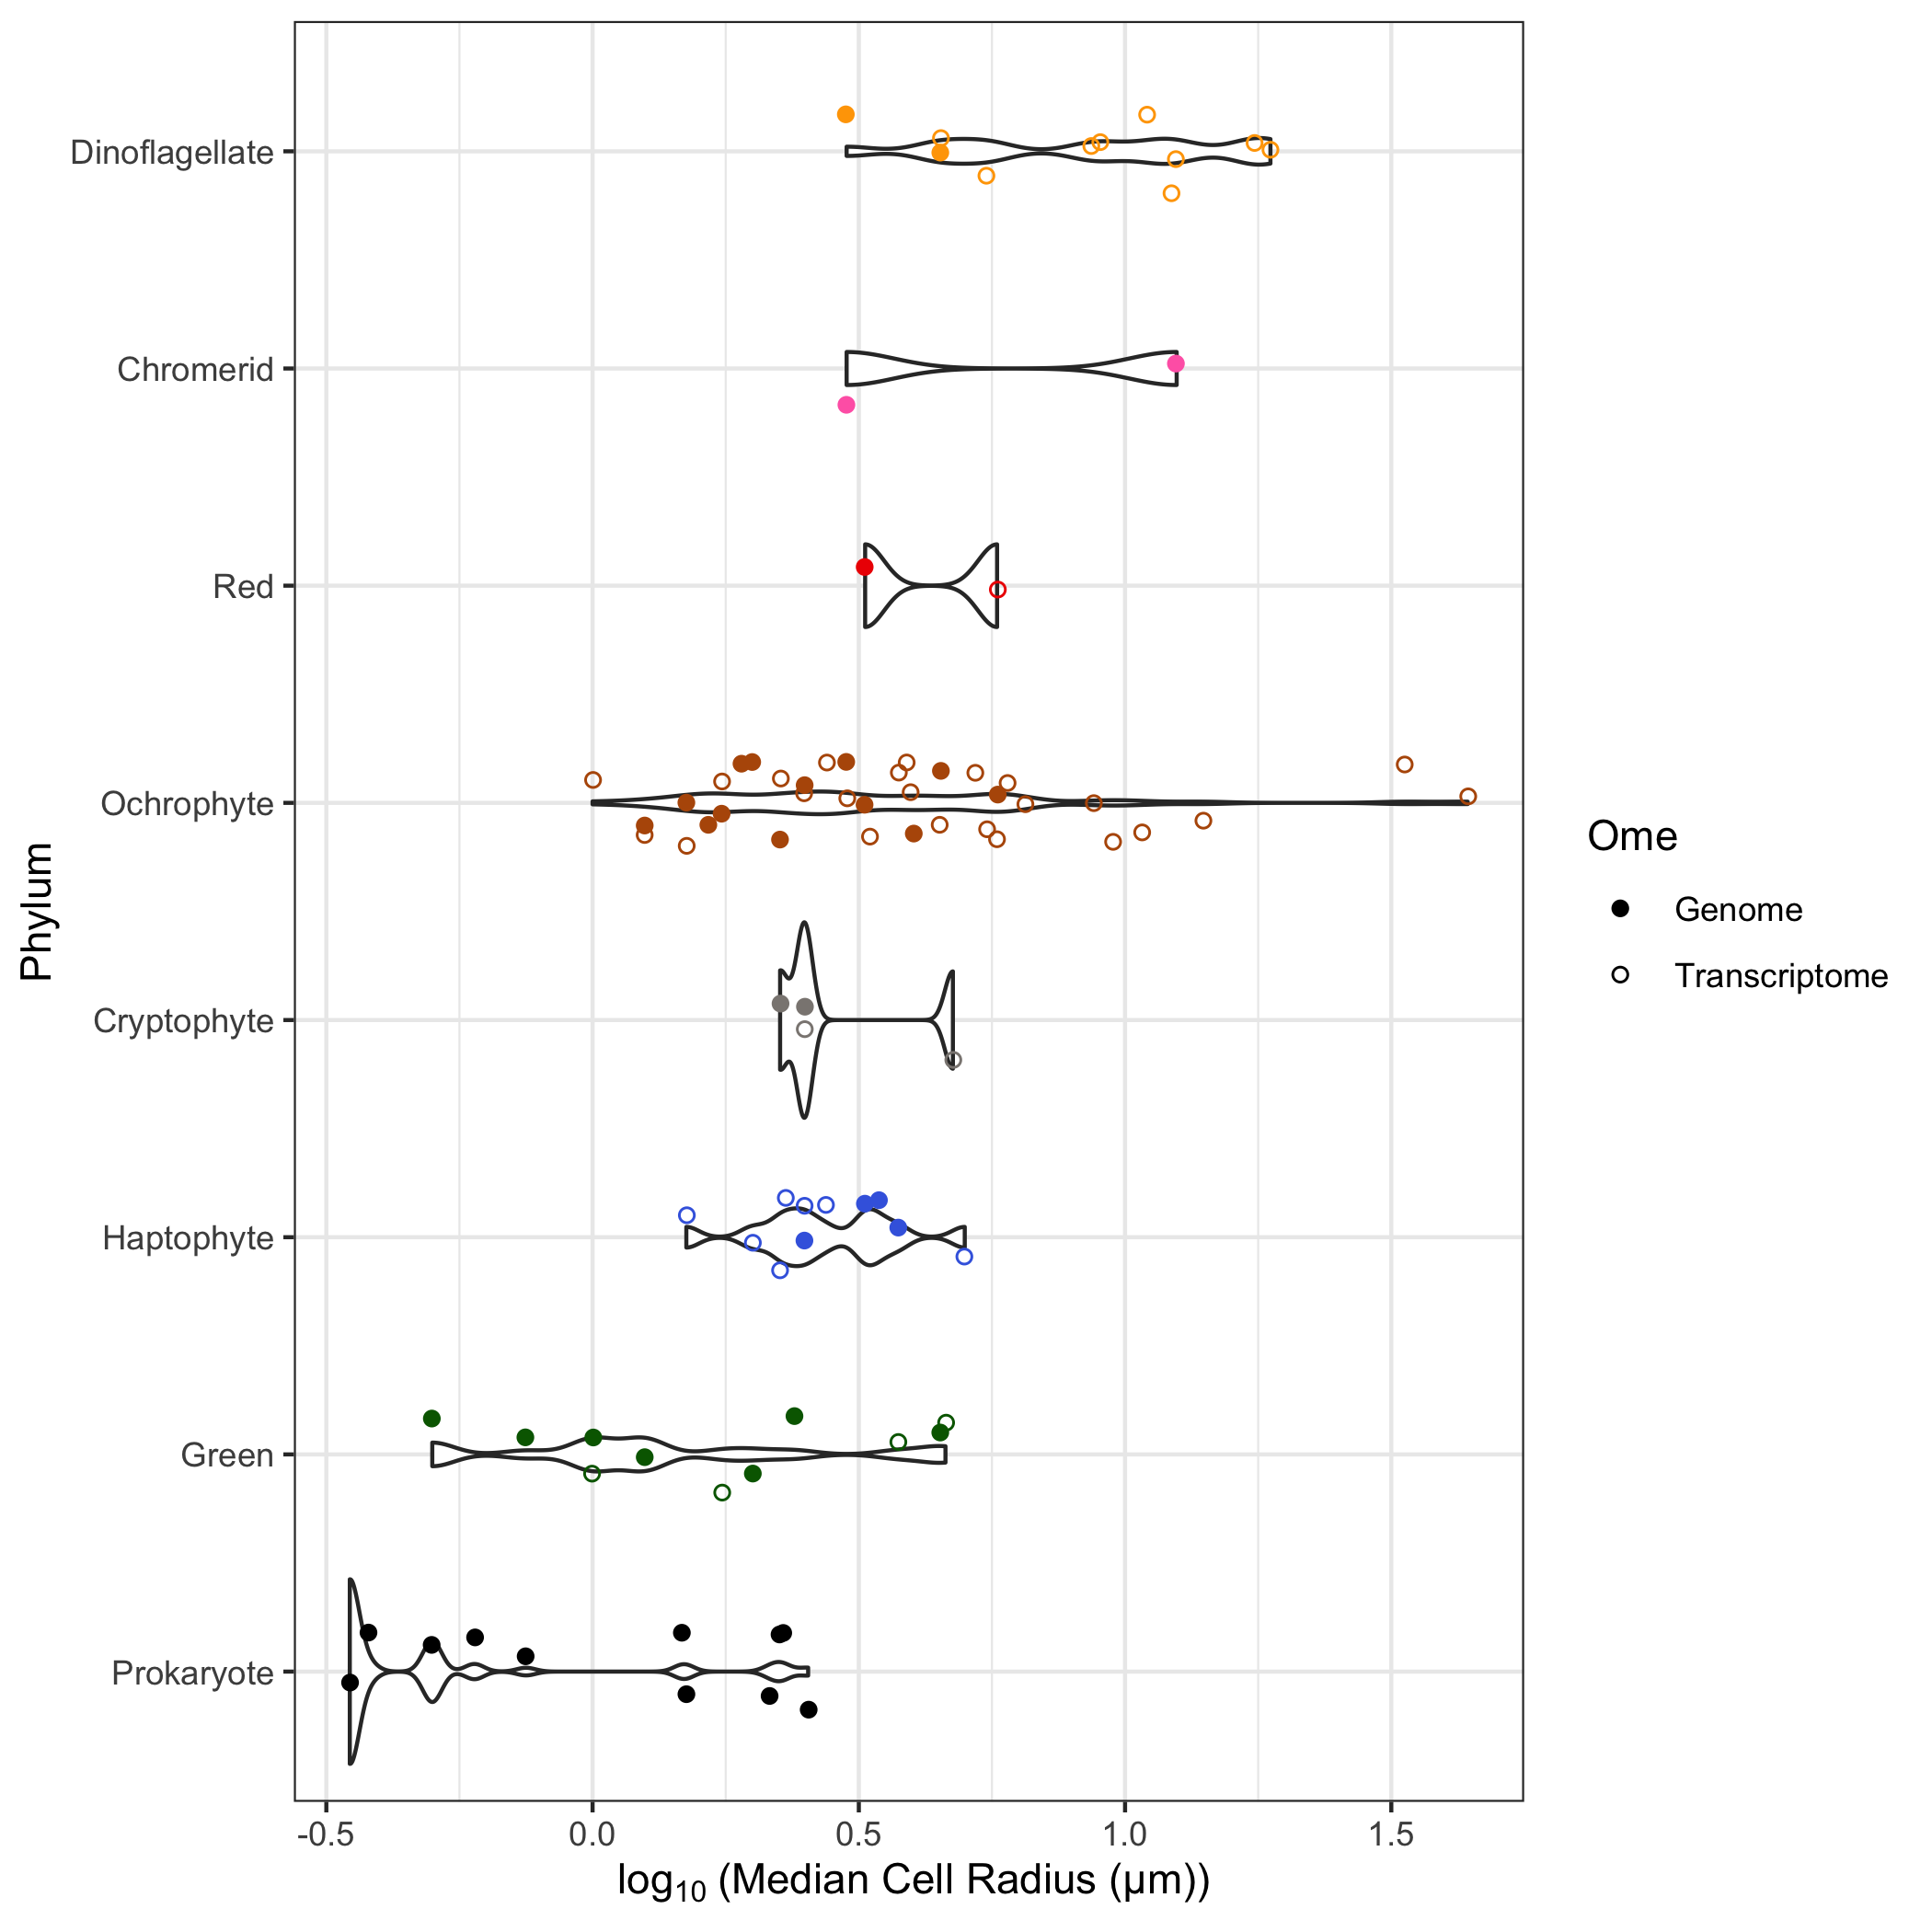 Dinoflagellate
Chromerid
Red
Ochrophyte
Cryptophyte
Haptophyte
Green
Prokaryote
Phylum
-0.5 0.0 0.5 1.0 1.5
log₁₀ (Median Cell Radius (μm))
Ome
Genome
Transcriptome